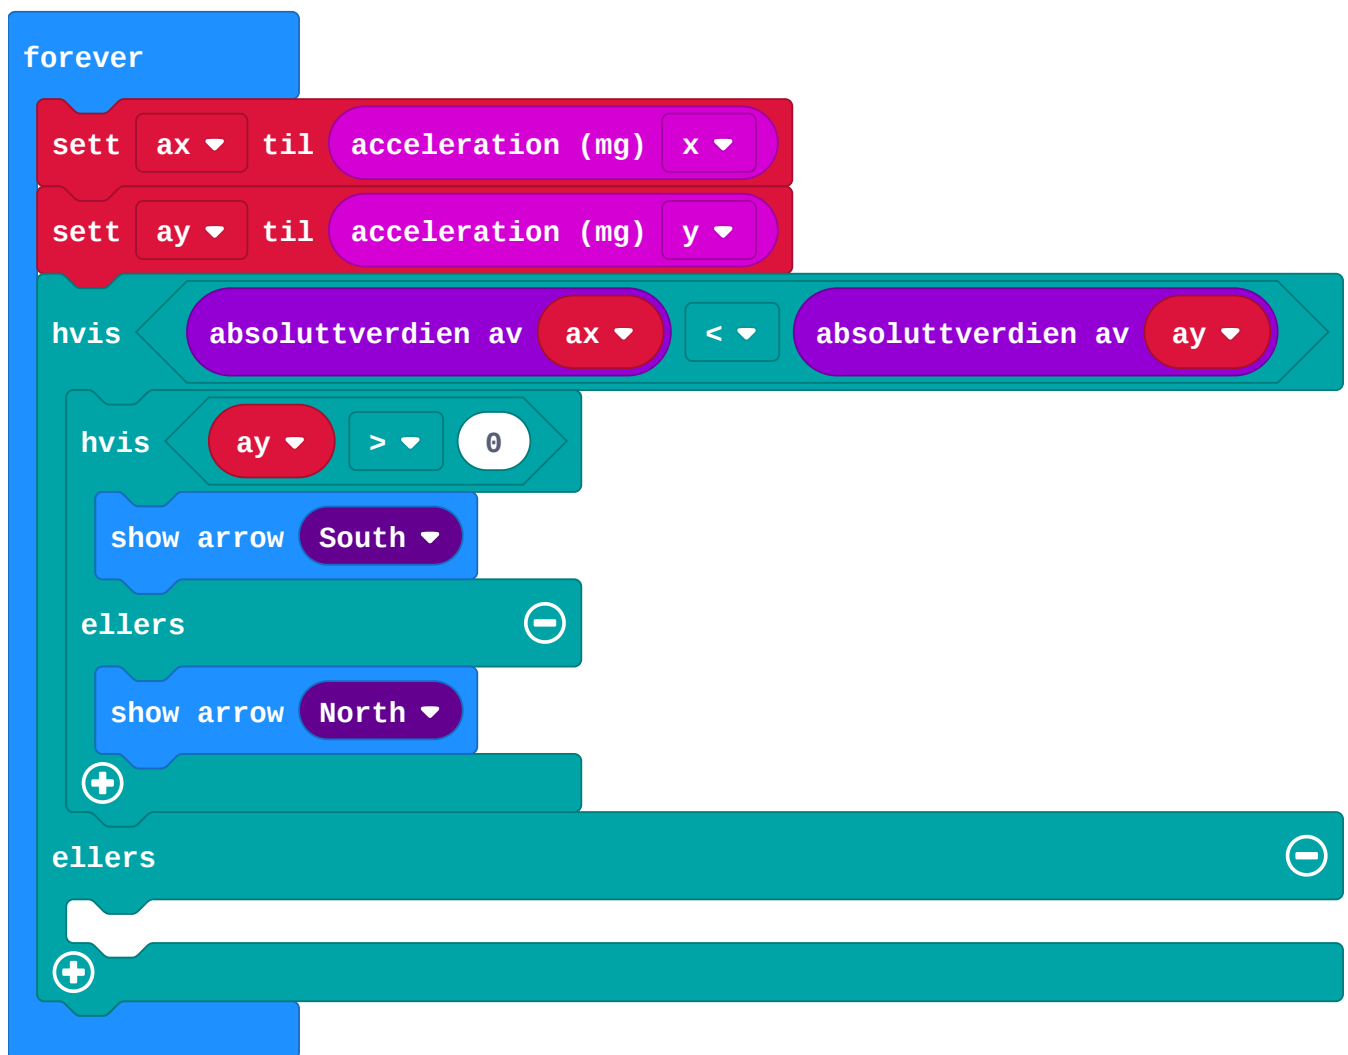 forever
sett ax til acceleration (mg) x
sett ay til acceleration (mg) y
hvis absoluttverdien av ax < absoluttverdien av ay
hvis ay > 0
show arrow South
ellers
show arrow North
ellers